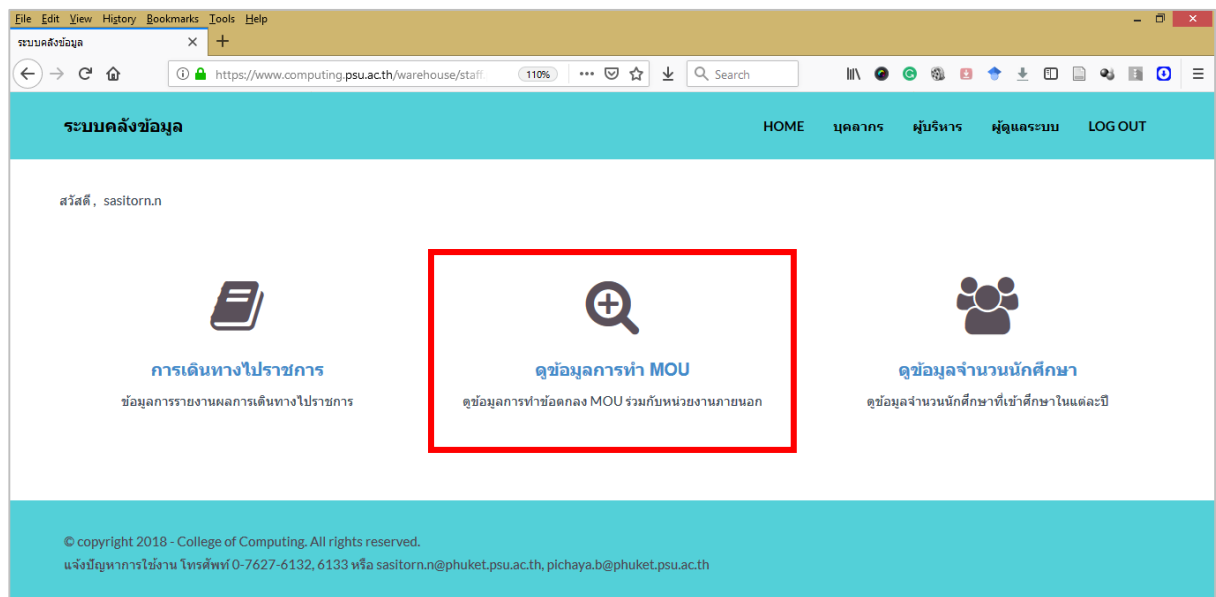 File Edit View History Bookmarks Tools Help
ระบบคลังข้อมูล
https://www.computing.psu.ac.th/warehouse/staff 110% Search
ระบบคลังข้อมูล HOME บุคลากร ผู้บริหาร ผู้ดูแลระบบ LOG OUT
สวัสดี , sasitorn.n
การเดินทางไปราชการ
ข้อมูลการรายงานผลการเดินทางไปราชการ
ดูข้อมูลการทำ MOU
ดูข้อมูลการทำข้อตกลง MOU ร่วมกับหน่วยงานภายนอก
ดูข้อมูลจำนวนนักศึกษา
ดูข้อมูลจำนวนนักศึกษาที่เข้าศึกษาในแต่ละปี
© copyright 2018 - College of Computing. All rights reserved.
แจ้งปัญหาการใช้งาน โทรศัพท์ 0-7627-6132, 6133 หรือ sasitorn.n@phuket.psu.ac.th, pichaya.b@phuket.psu.ac.th